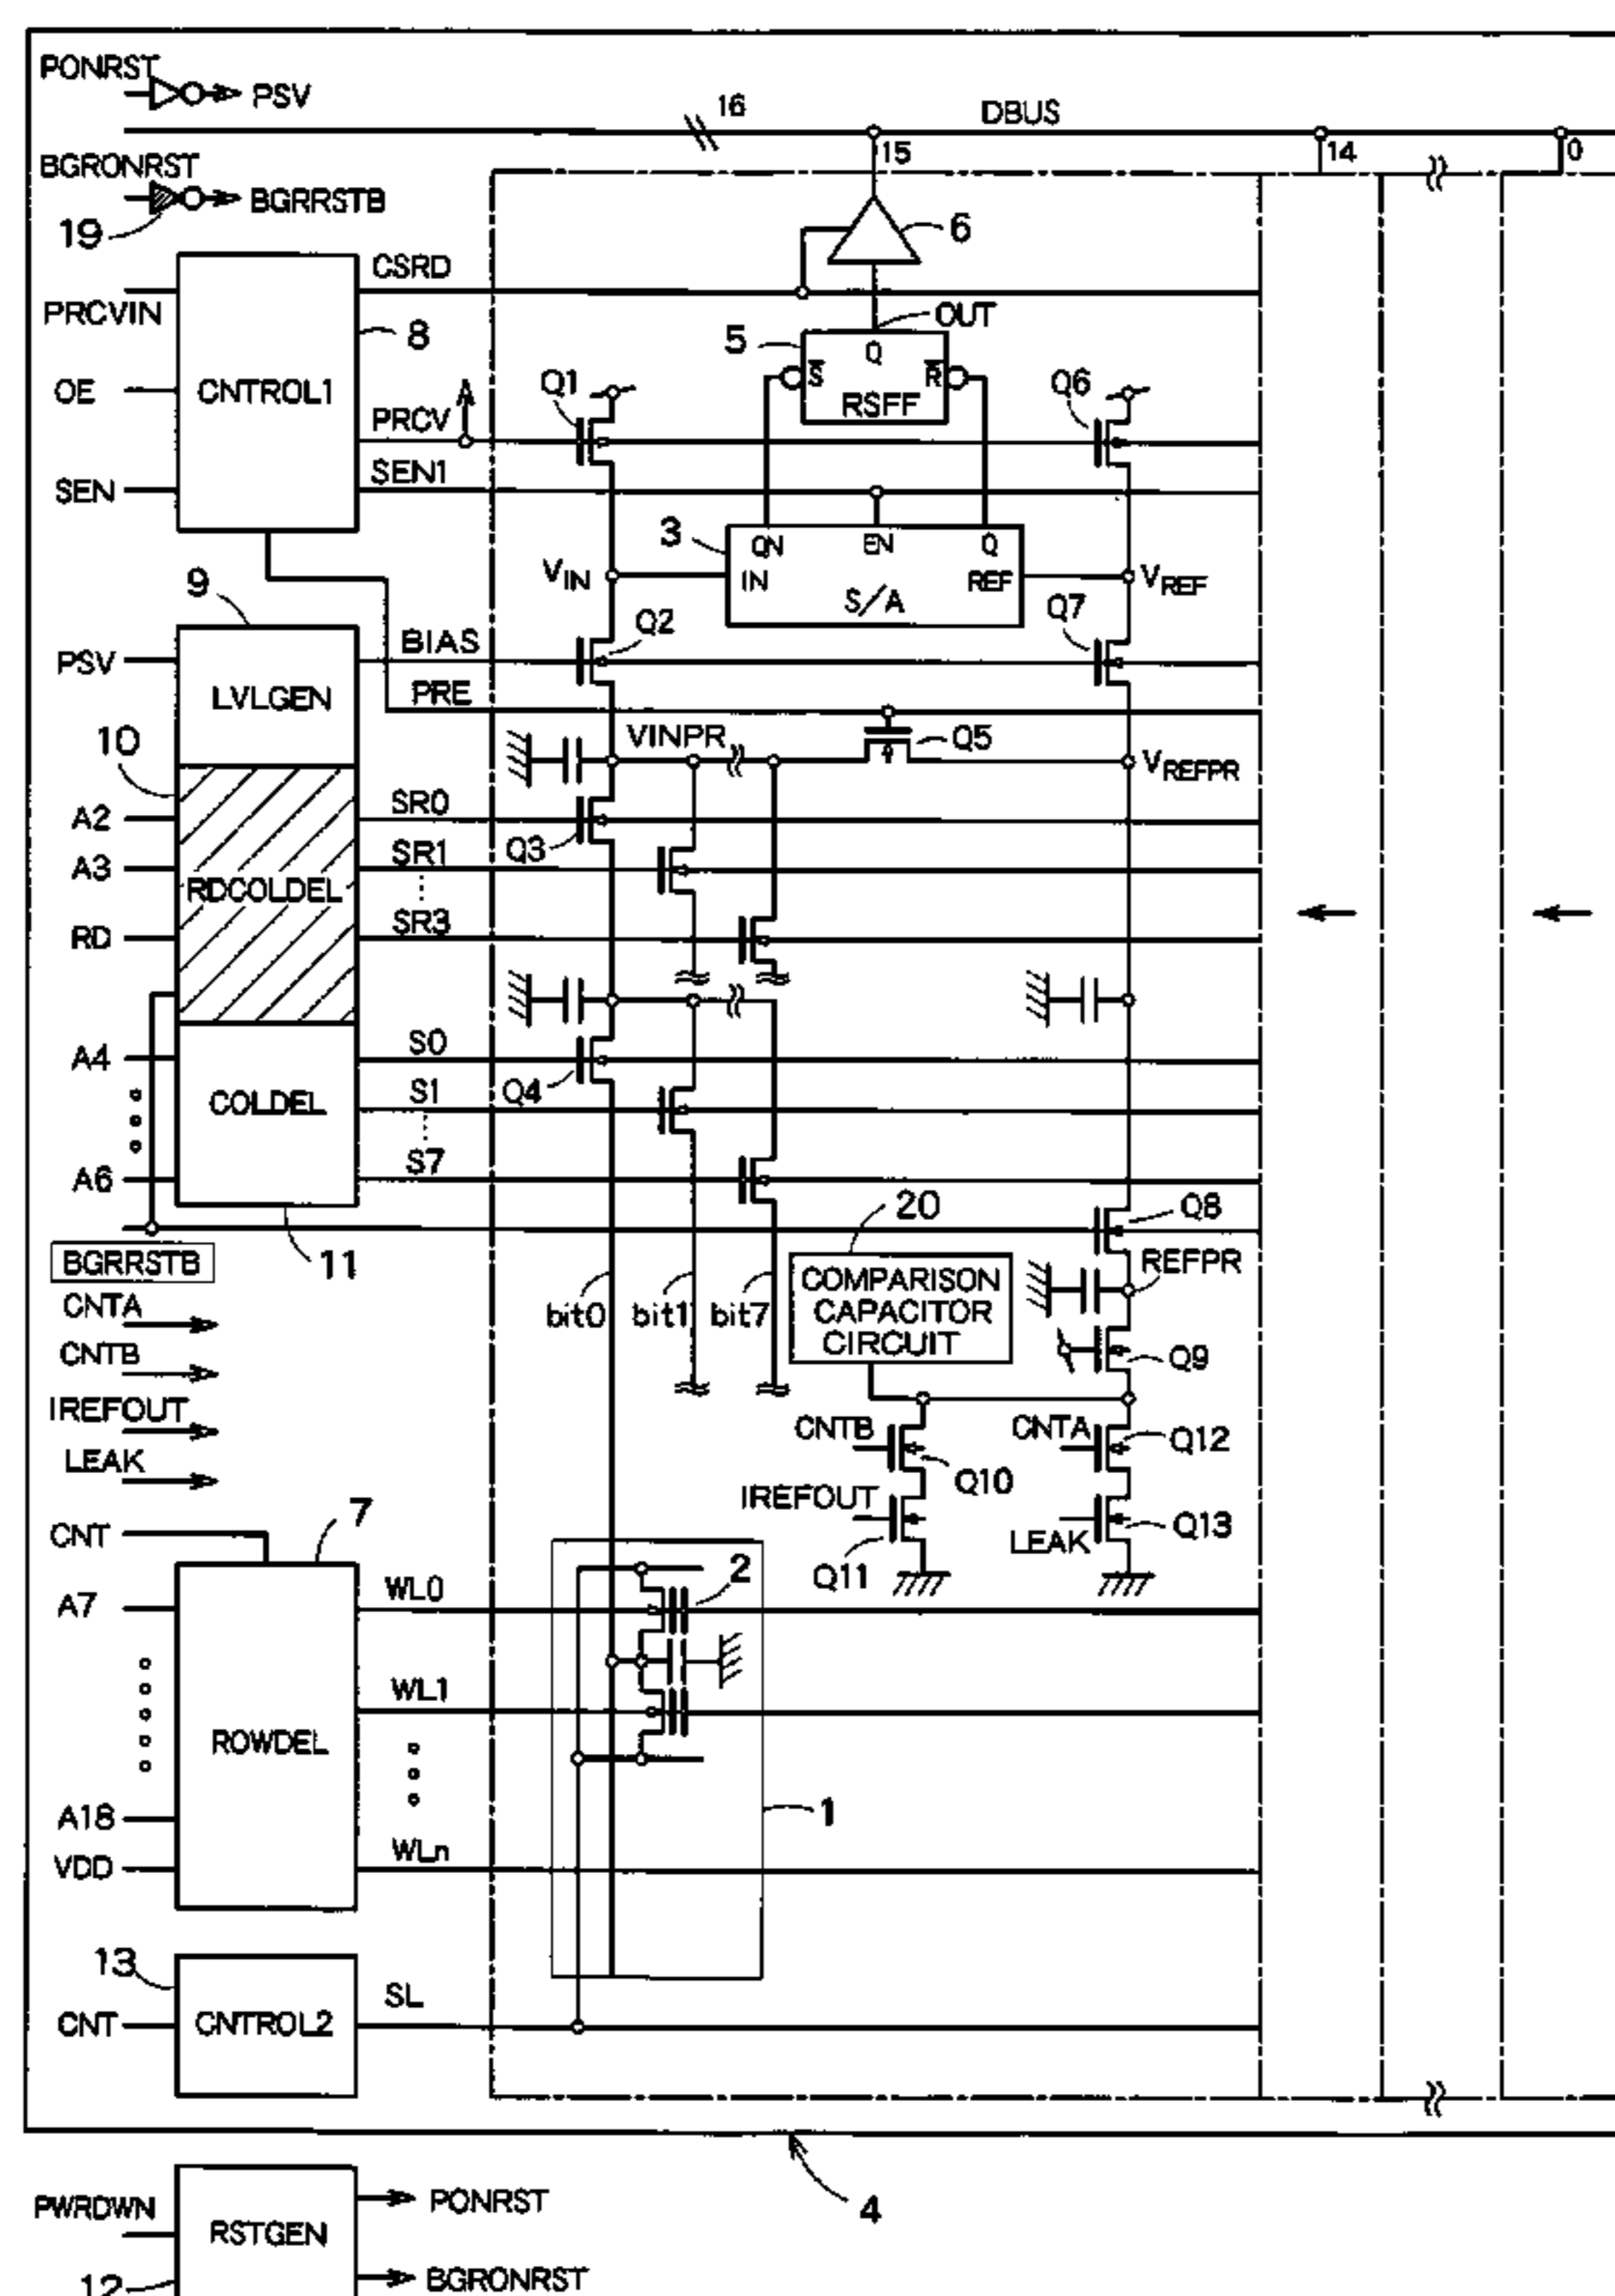 PONRST
PSV
16
DBUS
15
14
0
BGRONRST
BGRRSTB
19
6
CSRD
PRCVIN
8
OUT
5
Q
S
R
RSFF
OE
CNTROL1
PRCV
Q1
Q6
SEN
SEN1
3
QN
EN
Q
VIN
IN
REF
VREF
S/A
9
Q2
Q7
PSV
BIAS
LVLGEN
PRE
10
VINPR
Q5
VREFPR
A2
SR0
Q3
A3
SR1
RDCOLDEL
RD
SR3
A4
S0
Q4
COLDEL
S1
A6
S7
20
Q8
BGRRSTB
11
REFPR
COMPARISON
CAPACITOR
CIRCUIT
CNTA
bit0
bit1
bit7
CNTB
Q9
IREFOUT
CNTB
CNTA
Q12
LEAK
Q10
IREFOUT
7
Q13
CNT
LEAK
Q11
2
A7
WL0
WL1
ROWDEL
1
A18
VDD
WLn
13
SL
CNT
CNTROL2
4
PWRDWN
RSTGEN
PONRST
12
BGRONRST